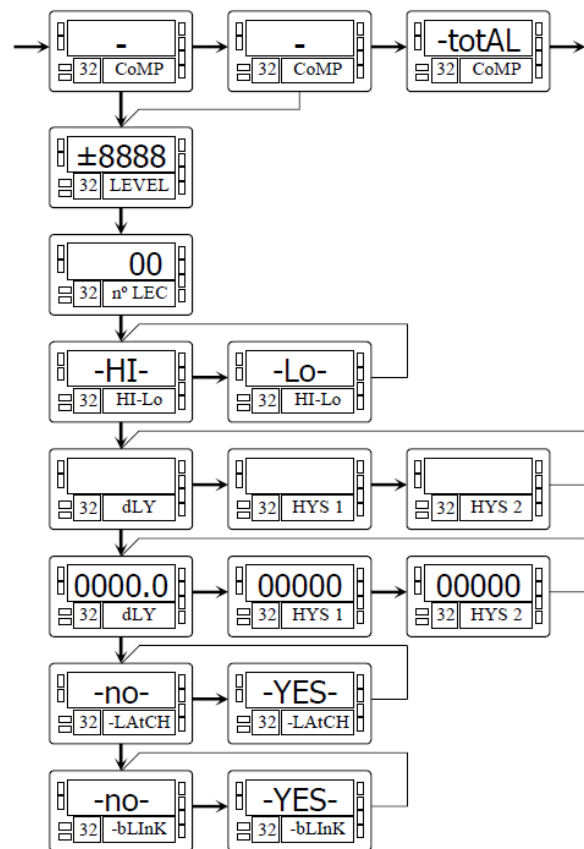 -
32 CoMP
-
32 CoMP
-totAL
32 CoMP
±8888
32 LEVEL
00
32 nº LEC
-HI-
32 HI-Lo
-Lo-
32 HI-Lo
32 dLY
32 HYS 1
32 HYS 2
0000.0
32 dLY
00000
32 HYS 1
00000
32 HYS 2
-no-
32 -LAtCH
-YES-
32 -LAtCH
-no-
32 -bLInK
-YES-
32 -bLInK